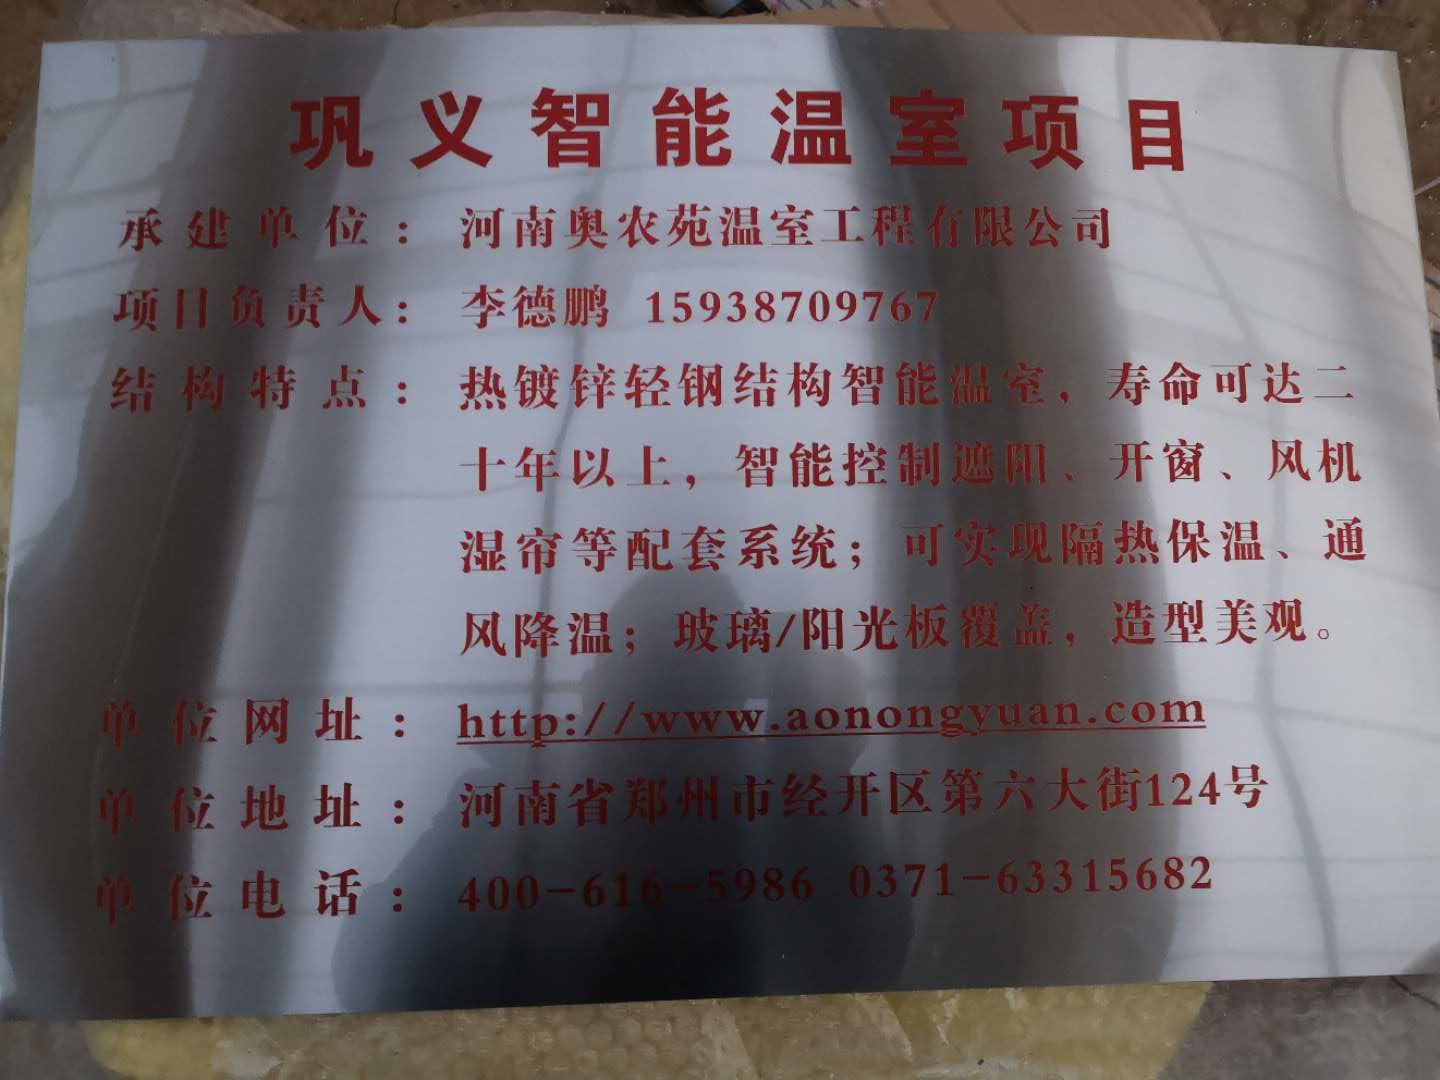 巩义智能温室项目
承建单位：河南奥农苑温室工程有限公司
项目负责人：李德鹏 15938709767
结构特点：热镀锌轻钢结构智能温室，寿命可达二
十年以上，智能控制遮阳、开窗、风机
湿帘等配套系统；可实现隔热保温、通
风降温；玻璃/阳光板覆盖，造型美观。
单位网址：http://www.aonongyuan.com
单位地址：河南省郑州市经开区第六大街124号
单位电话：400-616-5986 0371-63315682